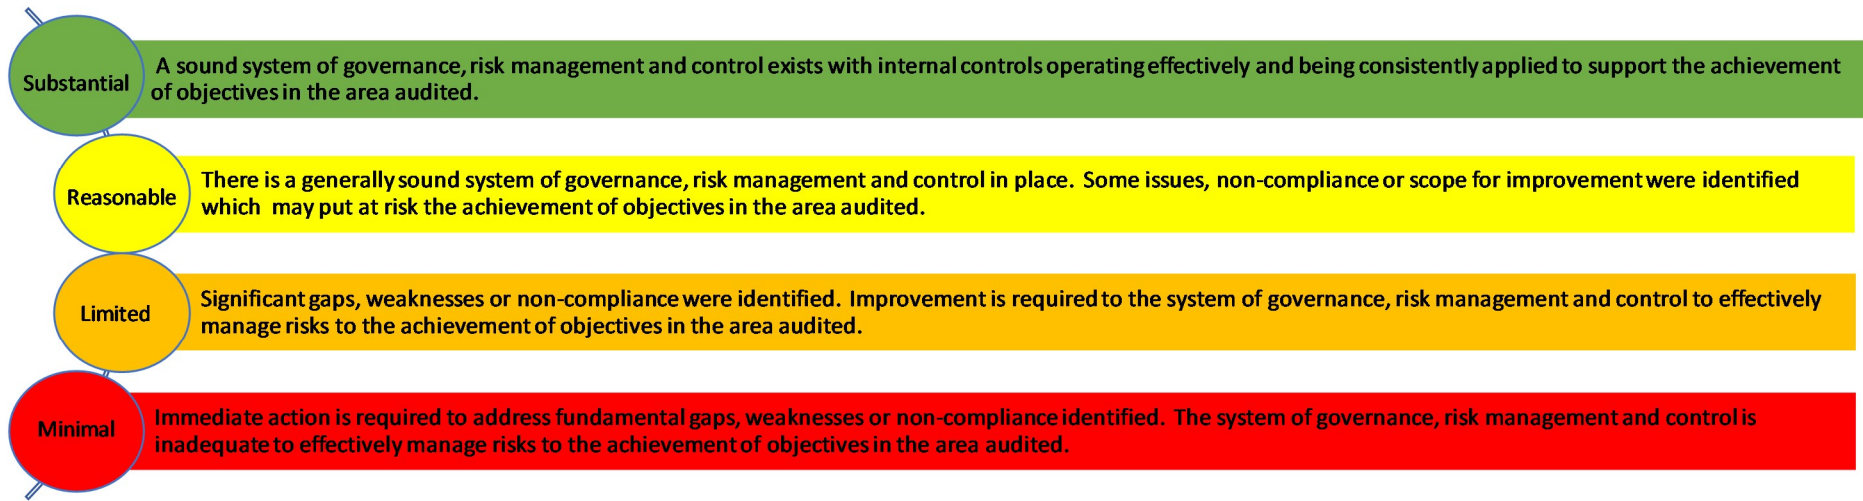 Substantial
A sound system of governance, risk management and control exists with internal controls operating effectively and being consistently applied to support the achievement
of objectives in the area audited.
Reasonable
There is a generally sound system of governance, risk management and control in place. Some issues, non-compliance or scope for improvement were identified
which may put at risk the achievement of objectives in the area audited.
Limited
Significant gaps, weaknesses or non-compliance were identified. Improvement is required to the system of governance, risk management and control to effectively
manage risks to the achievement of objectives in the area audited.
Minimal
Immediate action is required to address fundamental gaps, weaknesses or non-compliance identified. The system of governance, risk management and control is
inadequate to effectively manage risks to the achievement of objectives in the area audited.